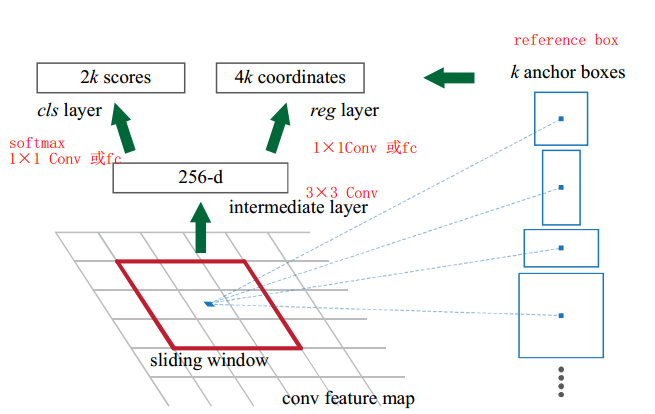 reference box
2k scores
4k coordinates
k anchor boxes
cls layer
reg layer
softmax
1×1 Conv 或fc
1×1Conv 或fc
256-d
3×3 Conv
intermediate layer
sliding window
conv feature map